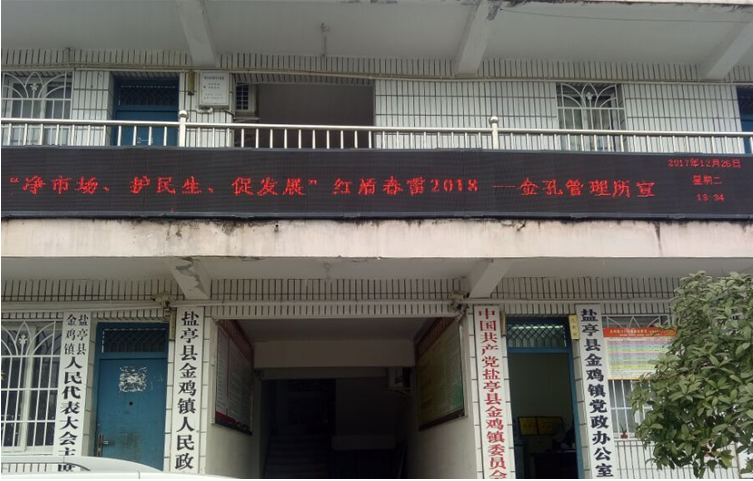 “净市场、护民生、促发展”红盾春雷2018 ——金孔管理所宣
2017年12月26日
星期二
13:34
盐亭县
金鸡镇
人民代表大会主席
盐亭县金鸡镇人民政
中国共产党盐亭县金鸡镇委员会
盐亭县金鸡镇党政办公室